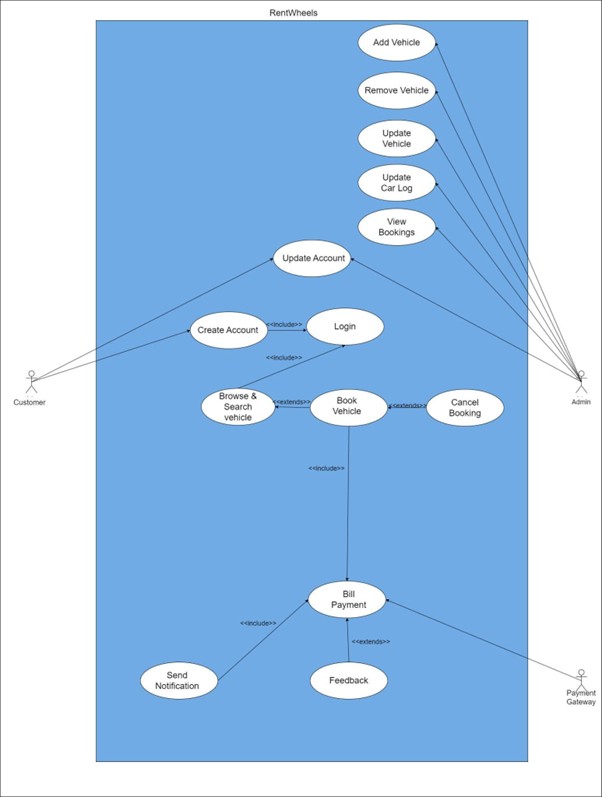 RentWheels
Add Vehicle
Remove Vehicle
Update
Vehicle
Update
Car Log
View
Bookings
Update Account
Create Account
<<include>>
Login
<<include>>
Customer
Admin
Browse &
Search
vehicle
<<extends>>
Book
Vehicle
<<extends>>
Cancel
Booking
<<include>>
Bill
Payment
<<include>>
<<extends>>
Send
Notification
Feedback
Payment
Gateway